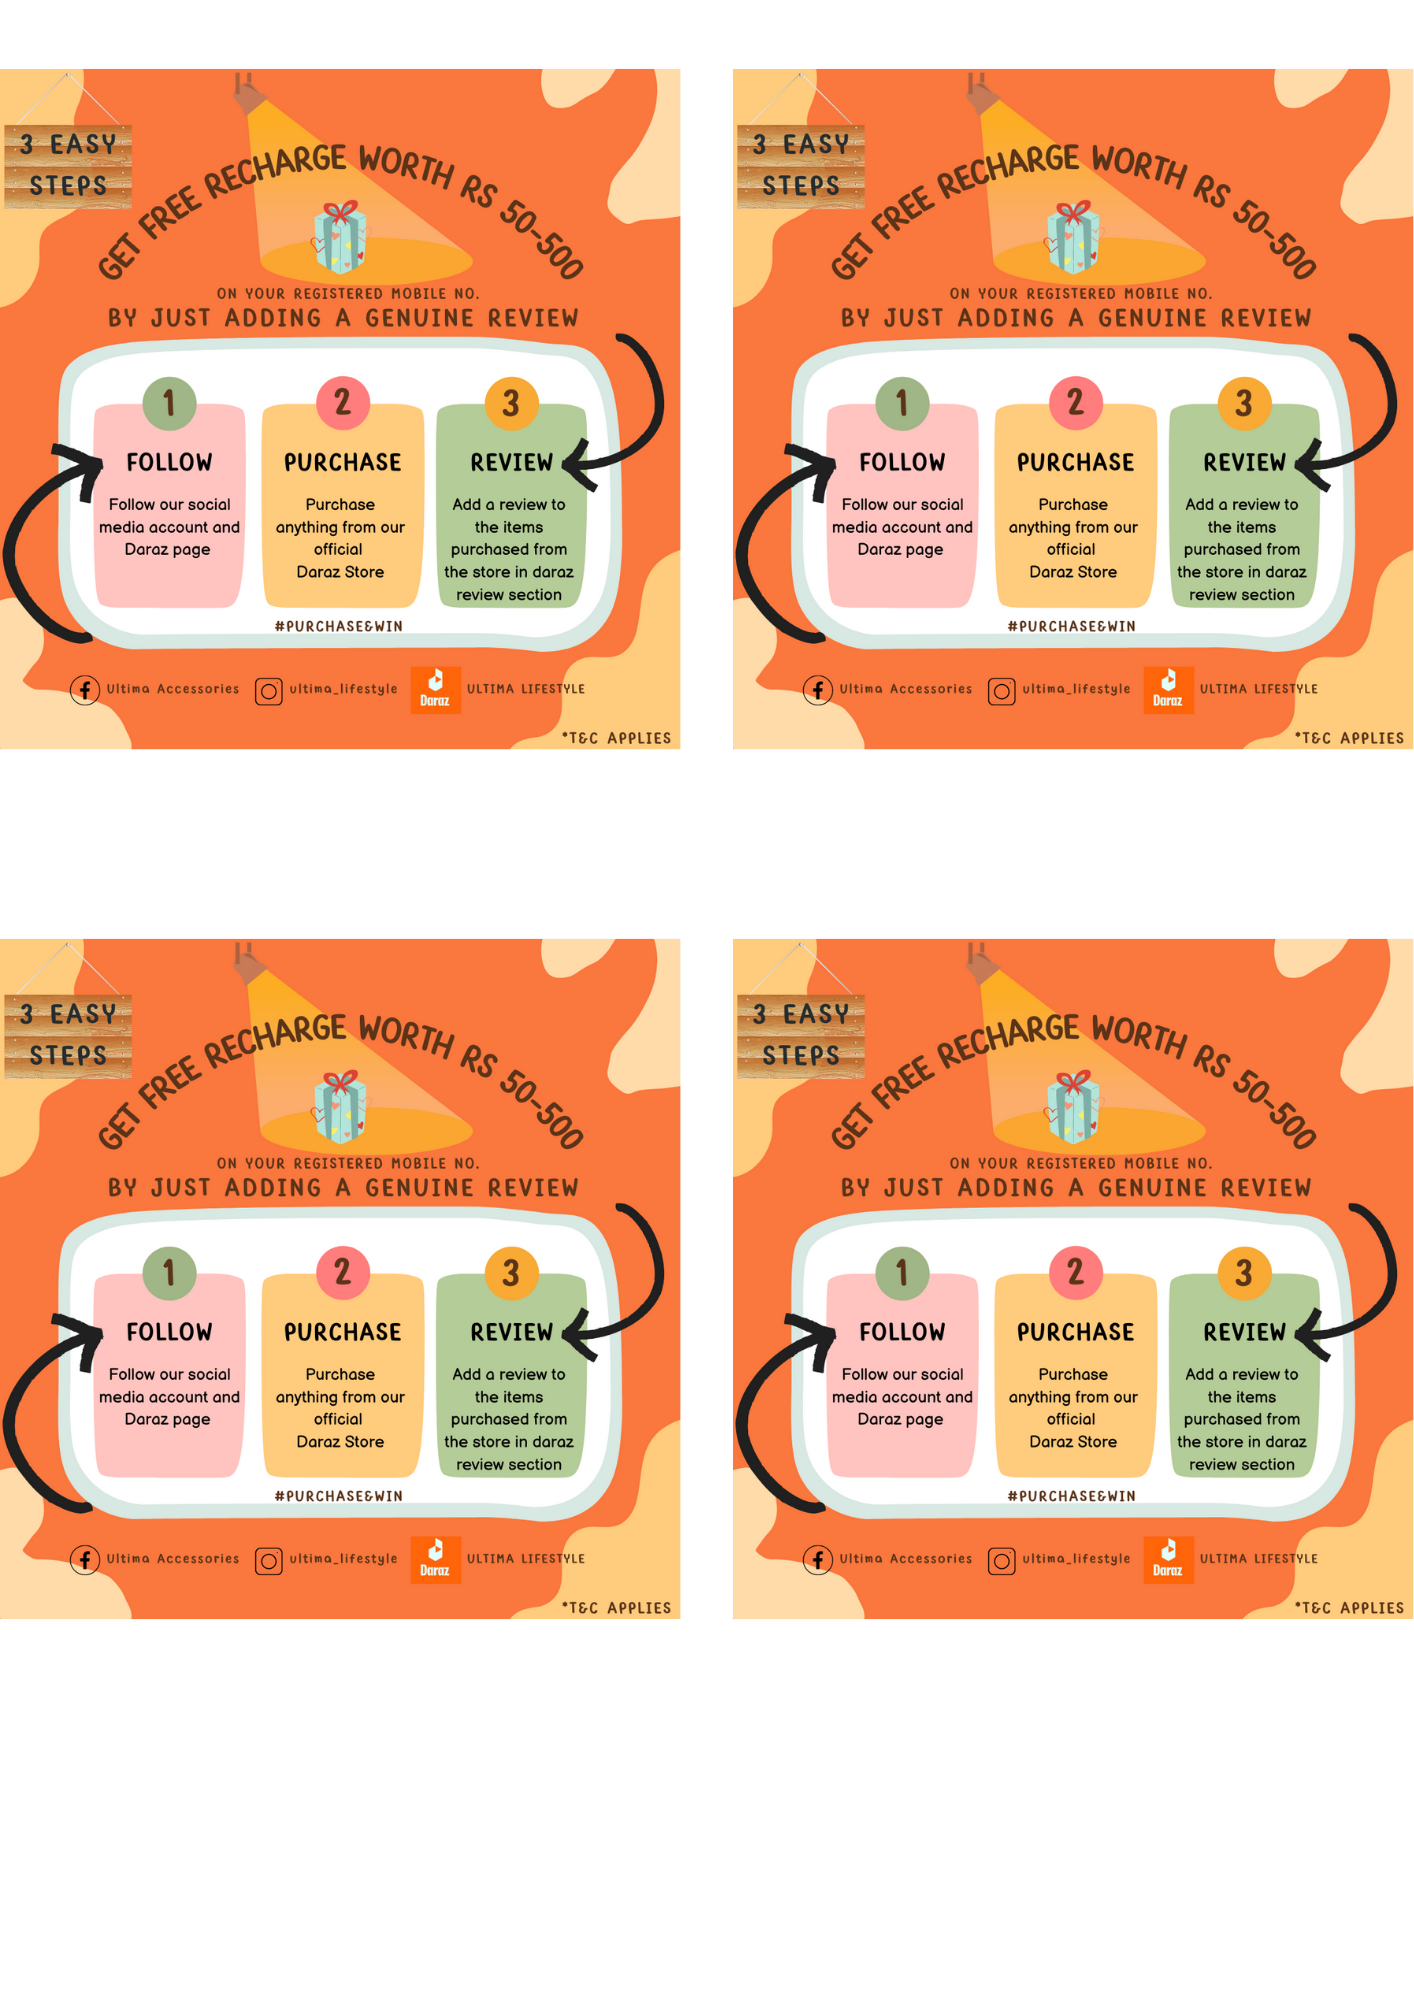 3 EASY
STEPS
GET FREE RECHARGE WORTH RS 50-500
ON YOUR REGISTERED MOBILE NO.
BY JUST ADDING A GENUINE REVIEW
1
FOLLOW
Follow our social
media account and
Daraz page
2
PURCHASE
Purchase
anything from our
official
Daraz Store
3
REVIEW
Add a review to
the items
purchased from
the store in daraz
review section
#PURCHASE&WIN
Ultima Accessories
ultima_lifestyle
Daraz
ULTIMA LIFESTYLE
*T&C APPLIES
3 EASY
STEPS
GET FREE RECHARGE WORTH RS 50-500
ON YOUR REGISTERED MOBILE NO.
BY JUST ADDING A GENUINE REVIEW
1
FOLLOW
Follow our social
media account and
Daraz page
2
PURCHASE
Purchase
anything from our
official
Daraz Store
3
REVIEW
Add a review to
the items
purchased from
the store in daraz
review section
#PURCHASE&WIN
Ultima Accessories
ultima_lifestyle
Daraz
ULTIMA LIFESTYLE
*T&C APPLIES
3 EASY
STEPS
GET FREE RECHARGE WORTH RS 50-500
ON YOUR REGISTERED MOBILE NO.
BY JUST ADDING A GENUINE REVIEW
1
FOLLOW
Follow our social
media account and
Daraz page
2
PURCHASE
Purchase
anything from our
official
Daraz Store
3
REVIEW
Add a review to
the items
purchased from
the store in daraz
review section
#PURCHASE&WIN
Ultima Accessories
ultima_lifestyle
Daraz
ULTIMA LIFESTYLE
*T&C APPLIES
3 EASY
STEPS
GET FREE RECHARGE WORTH RS 50-500
ON YOUR REGISTERED MOBILE NO.
BY JUST ADDING A GENUINE REVIEW
1
FOLLOW
Follow our social
media account and
Daraz page
2
PURCHASE
Purchase
anything from our
official
Daraz Store
3
REVIEW
Add a review to
the items
purchased from
the store in daraz
review section
#PURCHASE&WIN
Ultima Accessories
ultima_lifestyle
Daraz
ULTIMA LIFESTYLE
*T&C APPLIES